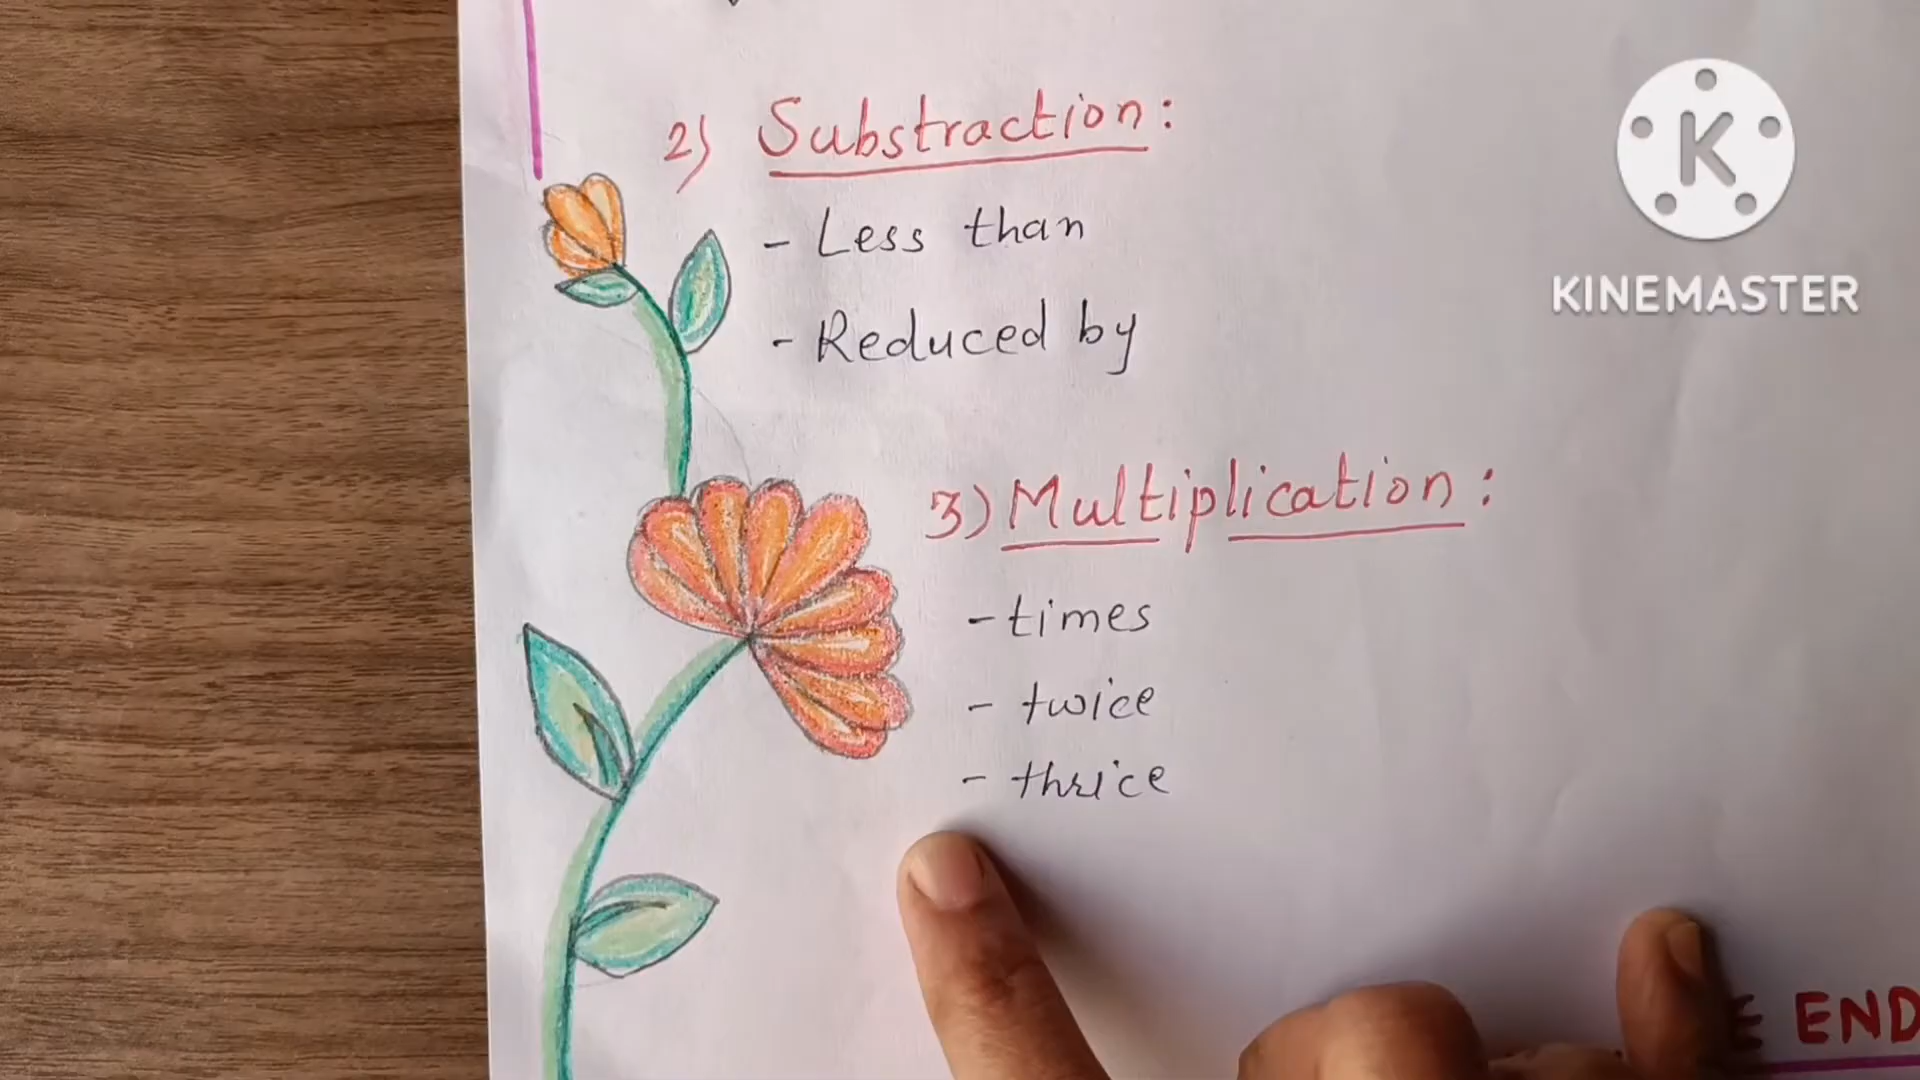 2) Substraction:
- Less than
- Reduced by
3) Multiplication:
- times
- twice
- thrice
E END
K
KINEMASTER